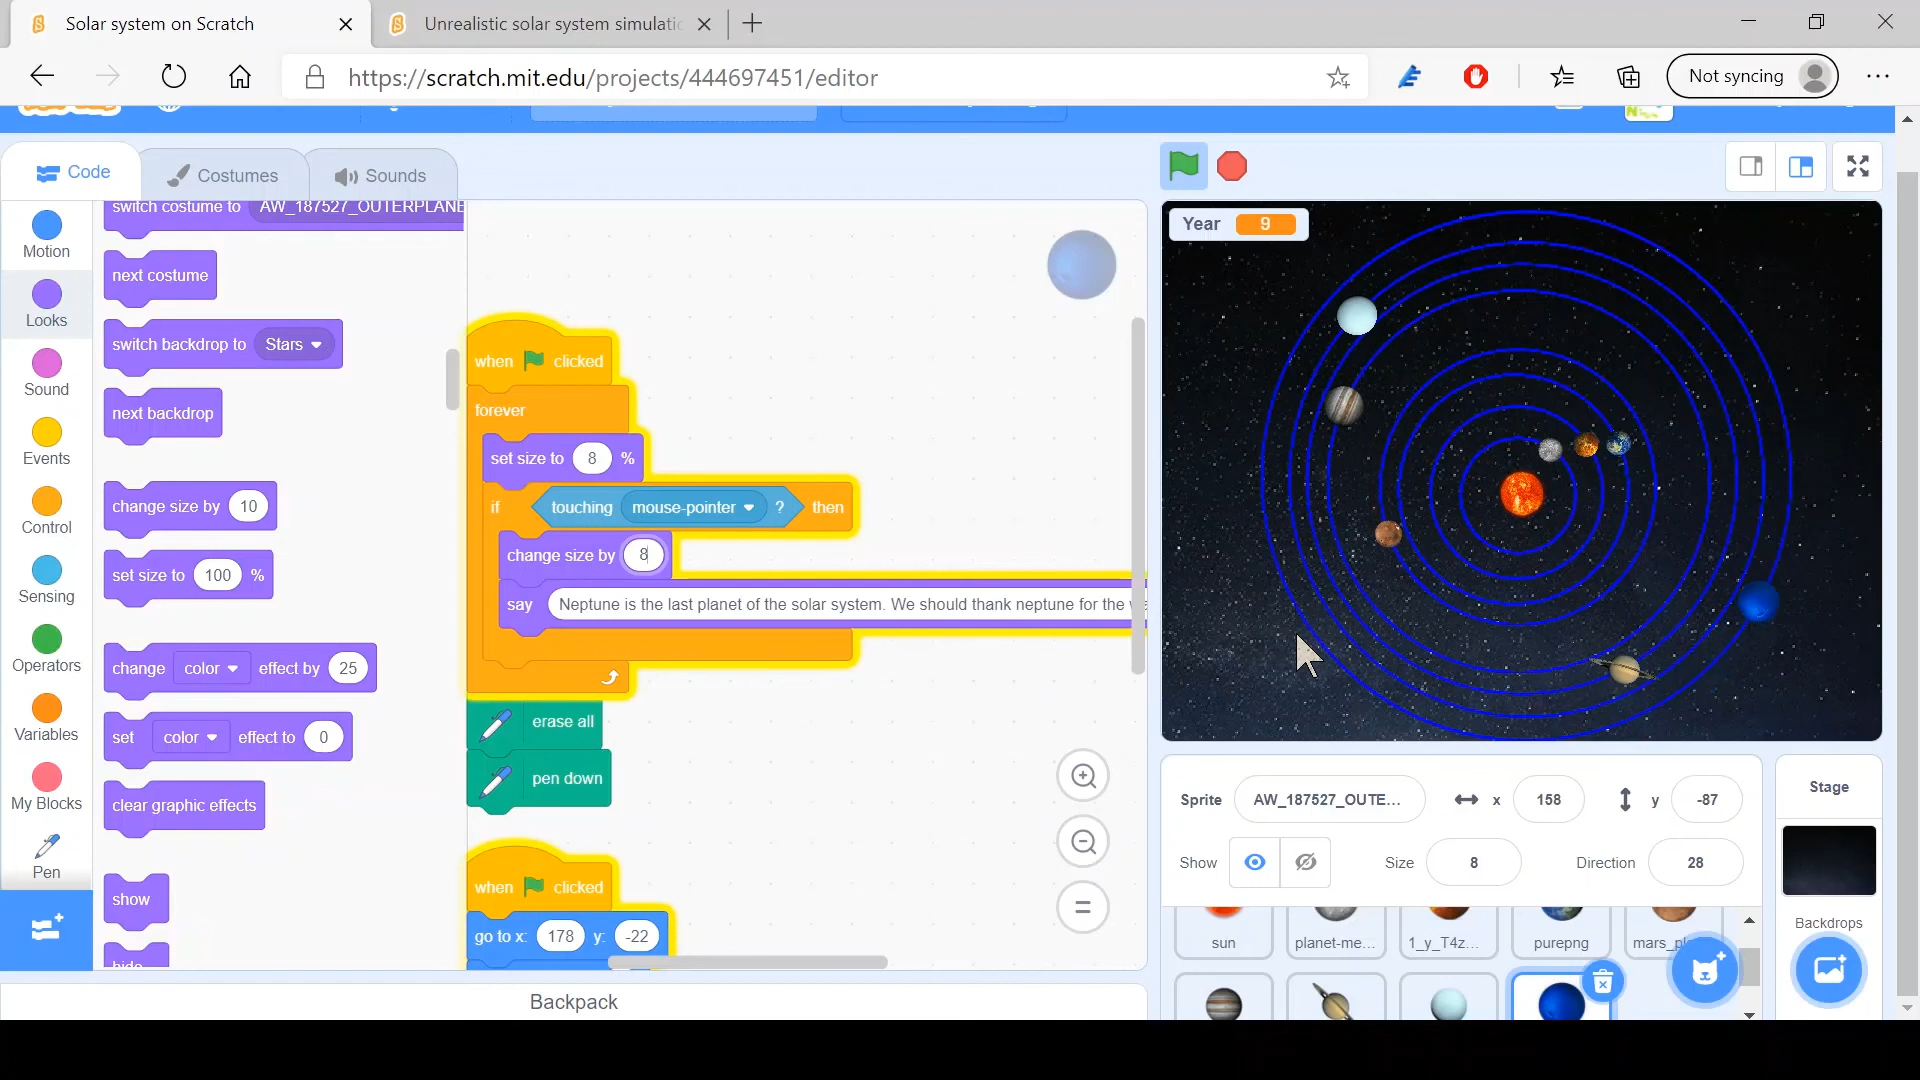 Solar system on Scratch
Unrealistic solar system simulatic
https://scratch.mit.edu/projects/444697451/editor
Not syncing
Code
Costumes
Sounds
Motion
Looks
Sound
Events
Control
Sensing
Operators
Variables
My Blocks
Pen
switch costume to AW_187527_OUTERPLANE
next costume
switch backdrop to Stars
next backdrop
change size by 10
set size to 100 %
change color effect by 25
set color effect to 0
clear graphic effects
show
hide
when clicked
forever
set size to 8 %
if touching mouse-pointer ? then
change size by 8
say Neptune is the last planet of the solar system. We should thank neptune for the
erase all
pen down
when clicked
go to x: 178 y: -22
Backpack
Year 9
Sprite AW_187527_OUTE... x 158 y -87
Show Size 8 Direction 28
sun
planet-me...
1_y_T4z...
purepng
Stage
Backdrops